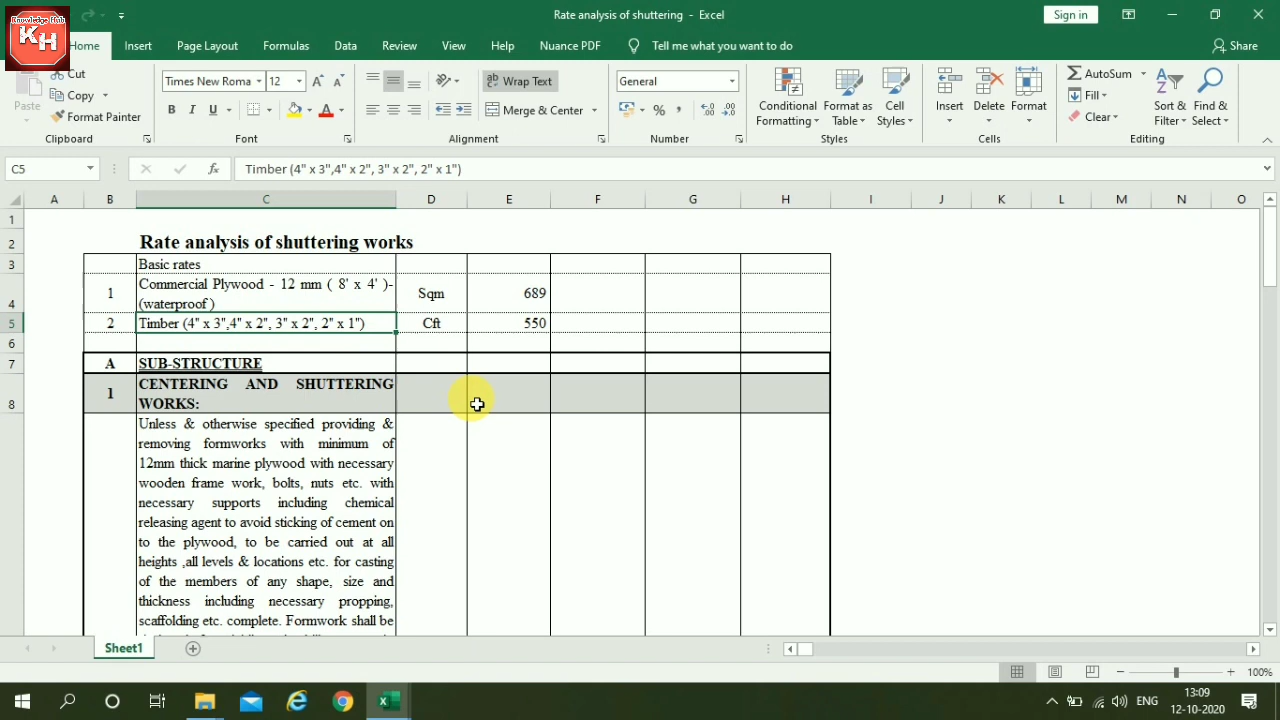 Knowledge Hub
KH
Rate analysis of shuttering - Excel
Sign in
Home Insert Page Layout Formulas Data Review View Help Nuance PDF Tell me what you want to do Share
Paste
Cut
Copy
Format Painter
Clipboard
Times New Roma 12
B I U
Font
Wrap Text
Merge & Center
Alignment
General
Number
Conditional Formatting
Format as Table
Cell Styles
Styles
Insert Delete Format
Cells
AutoSum
Fill
Clear
Sort & Filter
Find & Select
Editing
C5 fx Timber (4" x 3",4" x 2", 3" x 2", 2" x 1")
A B C D E F G H I J K L M N O
1
2 Rate analysis of shuttering works
3 Basic rates
4 1 Commercial Plywood - 12 mm ( 8' x 4' )- Sqm 689
(waterproof )
5 2 Timber (4" x 3",4" x 2", 3" x 2", 2" x 1") Cft 550
6
7 A SUB-STRUCTURE
8 1 CENTERING AND SHUTTERING
WORKS:
Unless & otherwise specified providing &
removing formworks with minimum of
12mm thick marine plywood with necessary
wooden frame work, bolts, nuts etc. with
necessary supports including chemical
releasing agent to avoid sticking of cement on
to the plywood, to be carried out at all
heights ,all levels & locations etc. for casting
of the members of any shape, size and
thickness including necessary propping,
scaffolding etc. complete. Formwork shall be
Sheet1
100%
ENG
13:09
12-10-2020